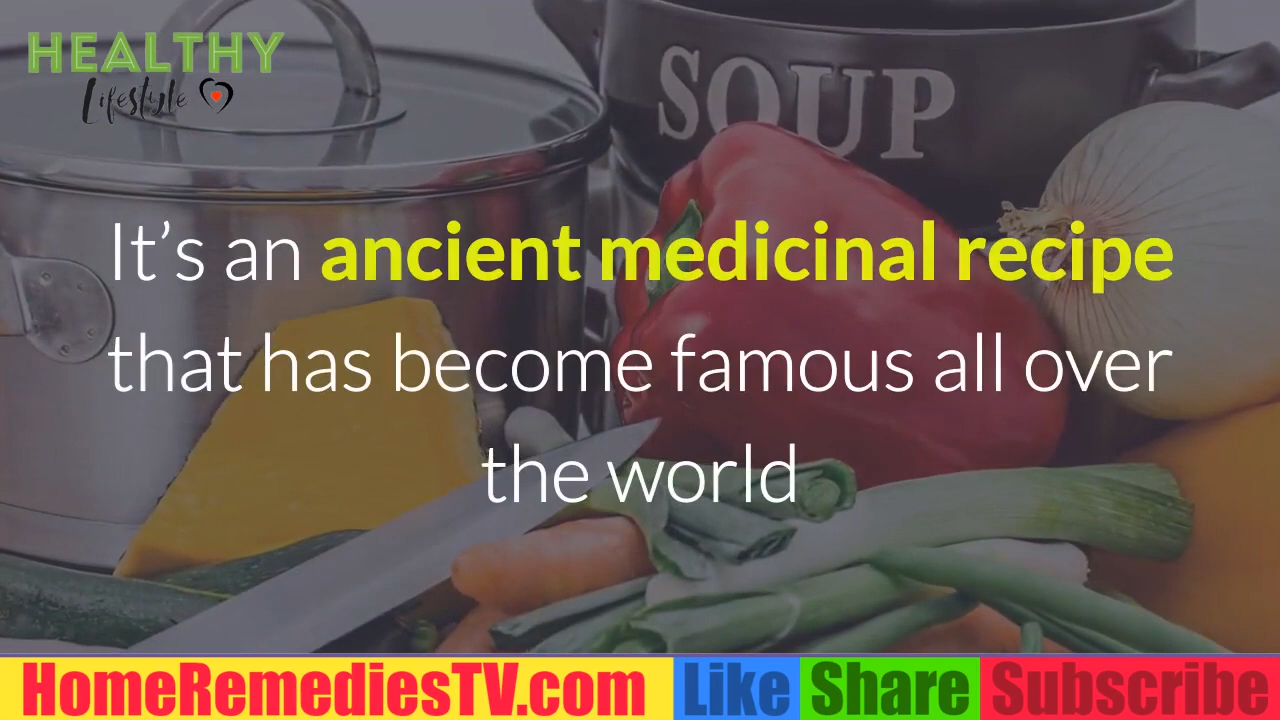 HEALTHY
Lifestyle
SOUP
It’s an ancient medicinal recipe
that has become famous all over
the world
HomeRemediesTV.com Like Share Subscribe